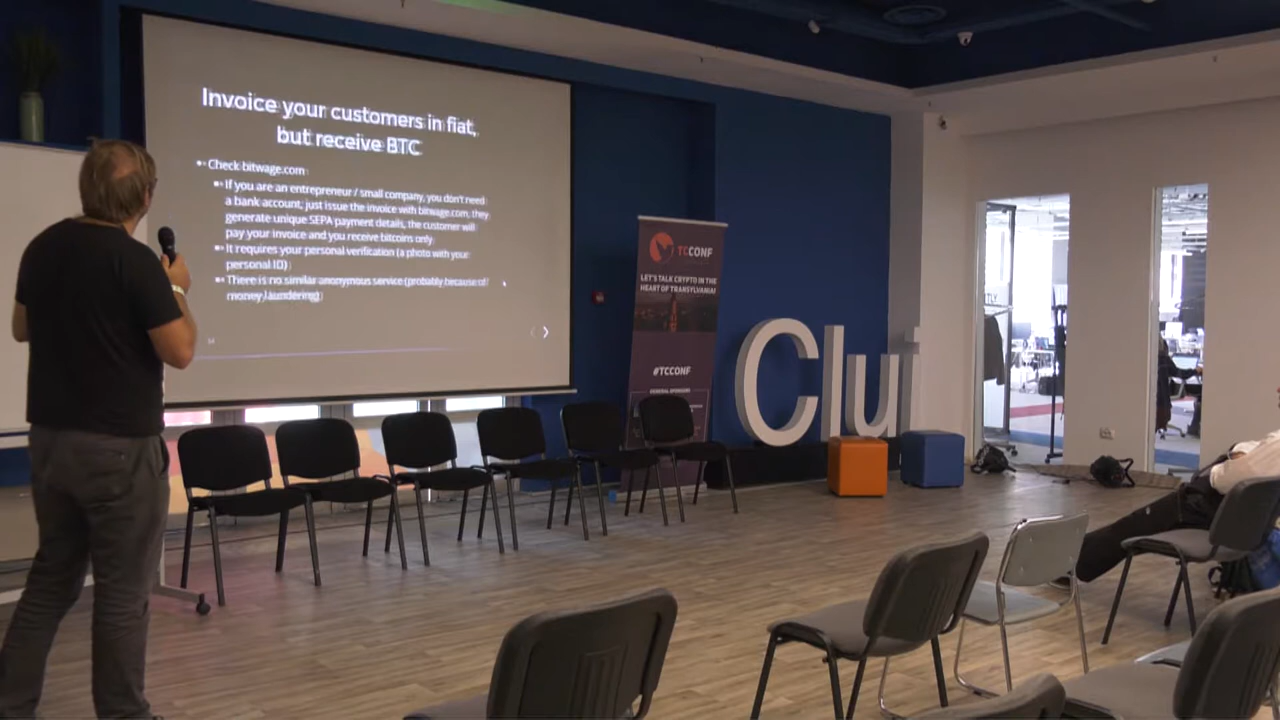 Invoice your customers in fiat,
but receive BTC
Check bitwage.com
If you are an entrepreneur / small company, you don't need
a bank account, just issue the invoice with bitwage.com, they
generate unique SEPA payment details, the customer will
pay your invoice and you receive bitcoins only
It requires your personal verification (a photo with your
personal ID)
There is no similar anonymous service (probably because of
money laundering)
TCCONF
LET'S TALK CRYPTO IN THE
HEART OF TRANSYLVANIA!
#TCCONF
GENERAL SPONSORS
Cluj